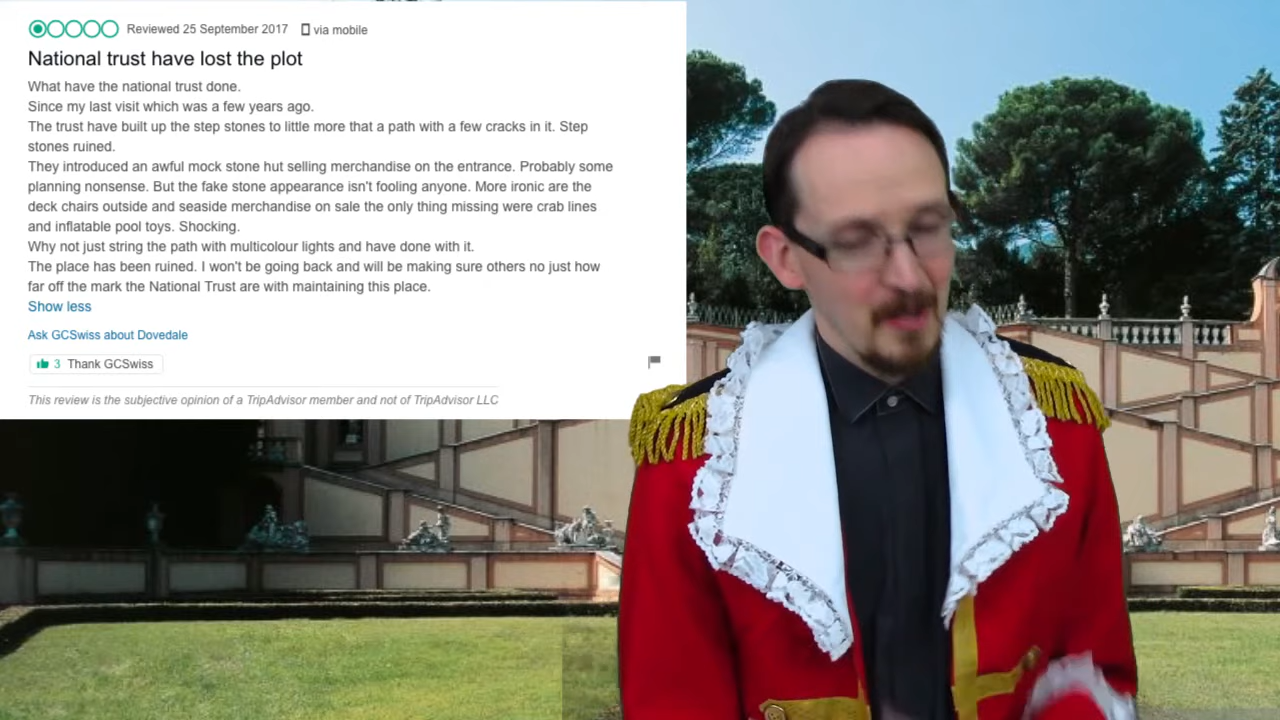 Reviewed 25 September 2017 via mobile
National trust have lost the plot
What have the national trust done.
Since my last visit which was a few years ago.
The trust have built up the step stones to little more that a path with a few cracks in it. Step
stones ruined.
They introduced an awful mock stone hut selling merchandise on the entrance. Probably some
planning nonsense. But the fake stone appearance isn't fooling anyone. More ironic are the
deck chairs outside and seaside merchandise on sale the only thing missing were crab lines
and inflatable pool toys. Shocking.
Why not just string the path with multicolour lights and have done with it.
The place has been ruined. I won't be going back and will be making sure others no just how
far off the mark the National Trust are with maintaining this place.
Show less
Ask GCSwiss about Dovedale
3 Thank GCSwiss
This review is the subjective opinion of a TripAdvisor member and not of TripAdvisor LLC